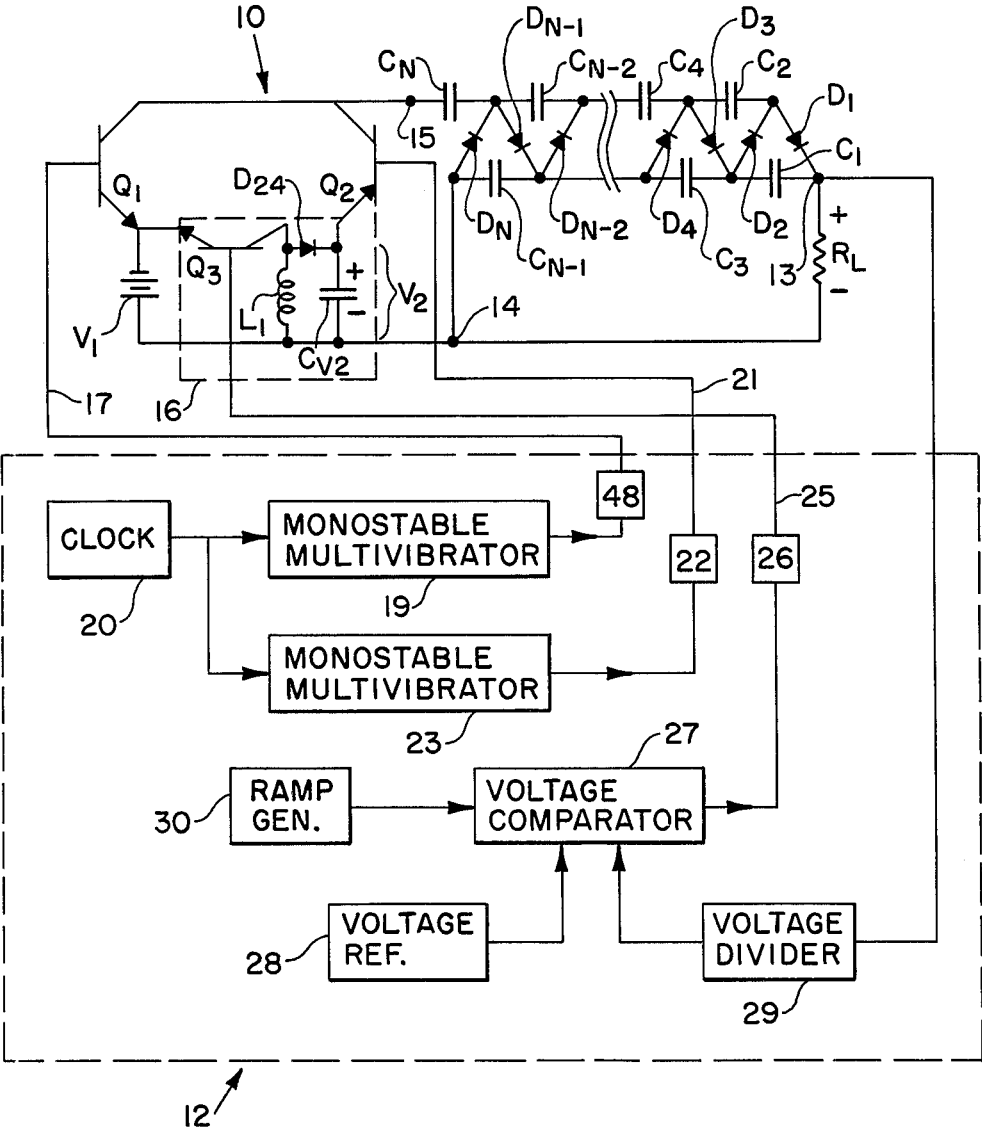 10
D_N-1
D_3
C_N
C_N-2
C_4
C_2
D_1
15
C_1
Q_1
D_24
Q_2
D_N
D_N-2
D_4
D_2
Q_3
C_N-1
C_3
13
+
R_L
-
V_1
L_1
+
-
C_V2
V_2
14
17
16
21
25
48
CLOCK
20
MONOSTABLE
MULTIVIBRATOR
19
22
26
MONOSTABLE
MULTIVIBRATOR
23
27
RAMP
GEN.
30
VOLTAGE
COMPARATOR
VOLTAGE
REF.
28
VOLTAGE
DIVIDER
29
12